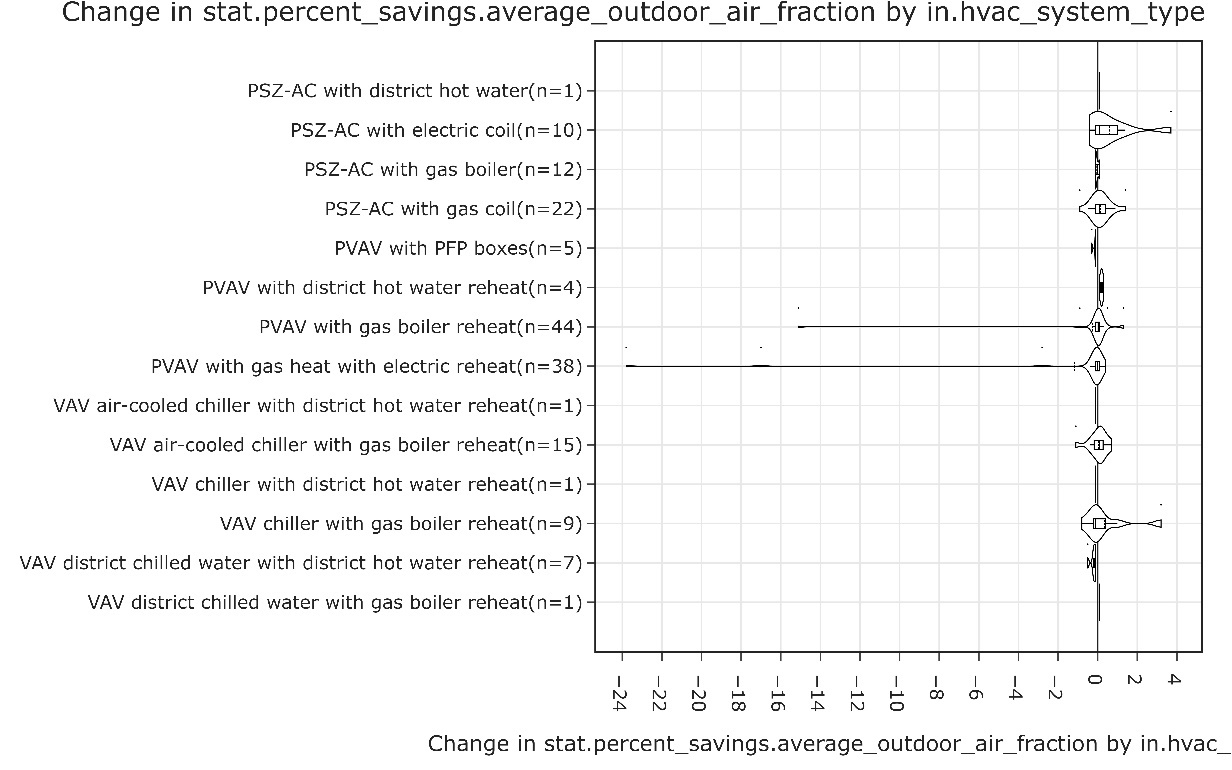 Change in stat.percent_savings.average_outdoor_air_fraction by in.hvac_system_type
PSZ-AC with district hot water(n=1)
PSZ-AC with electric coil(n=10)
PSZ-AC with gas boiler(n=12)
PSZ-AC with gas coil(n=22)
PVAV with PFP boxes(n=5)
PVAV with district hot water reheat(n=4)
PVAV with gas boiler reheat(n=44)
PVAV with gas heat with electric reheat(n=38)
VAV air-cooled chiller with district hot water reheat(n=1)
VAV air-cooled chiller with gas boiler reheat(n=15)
VAV chiller with district hot water reheat(n=1)
VAV chiller with gas boiler reheat(n=9)
VAV district chilled water with district hot water reheat(n=7)
VAV district chilled water with gas boiler reheat(n=1)
−24 −22 −20 −18 −16 −14 −12 −10 −8 −6 −4 −2 0 2 4
Change in stat.percent_savings.average_outdoor_air_fraction by in.hvac_